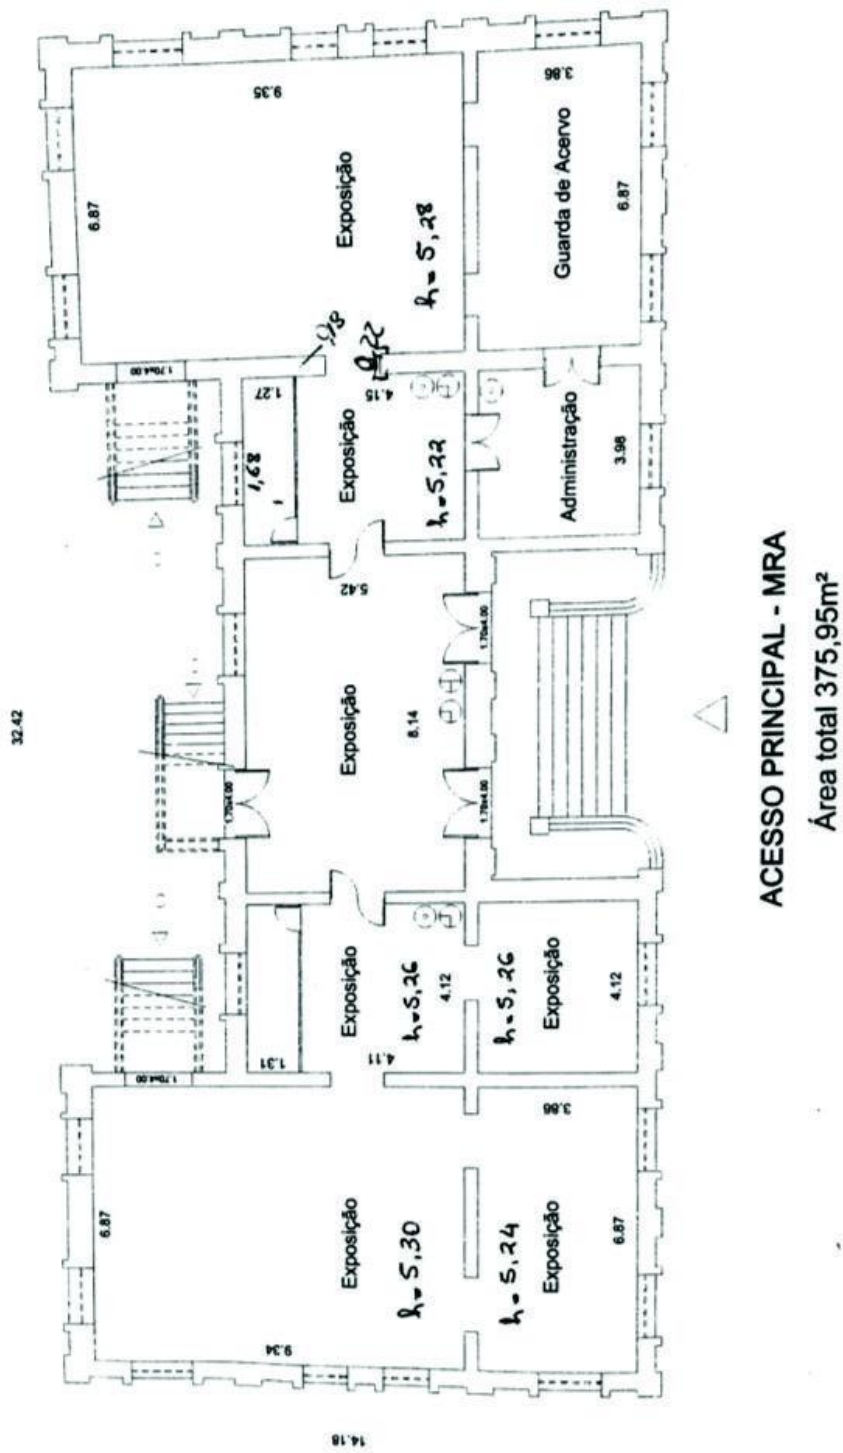 32.42
14.18
6.87
9.34
Exposição
h=5,30
1.70x4.00
Exposição
h=5,24
3.86
6.87
1.31
Exposição
h=5,26
4.11
4.12
h=5,26
Exposição
4.12
1.70x4.00
Exposição
8.14
5.42
1.70x4.00
1.70x4.00
1,68
1.27
Exposição
4.15
h=5,22
Administração
3.98
1.70x4.00
6.87
9.35
Exposição
h=5,28
Guarda de Acervo
3.86
6.87
ACESSO PRINCIPAL - MRA
Área total 375,95m²